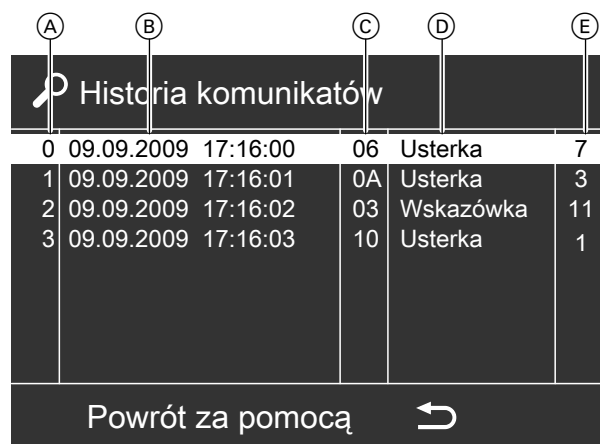 A B C D E
Historia komunikatów
0 09.09.2009 17:16:00 06 Usterka 7
1 09.09.2009 17:16:01 0A Usterka 3
2 09.09.2009 17:16:02 03 Wskazówka 11
3 09.09.2009 17:16:03 10 Usterka 1
Powrót za pomocą